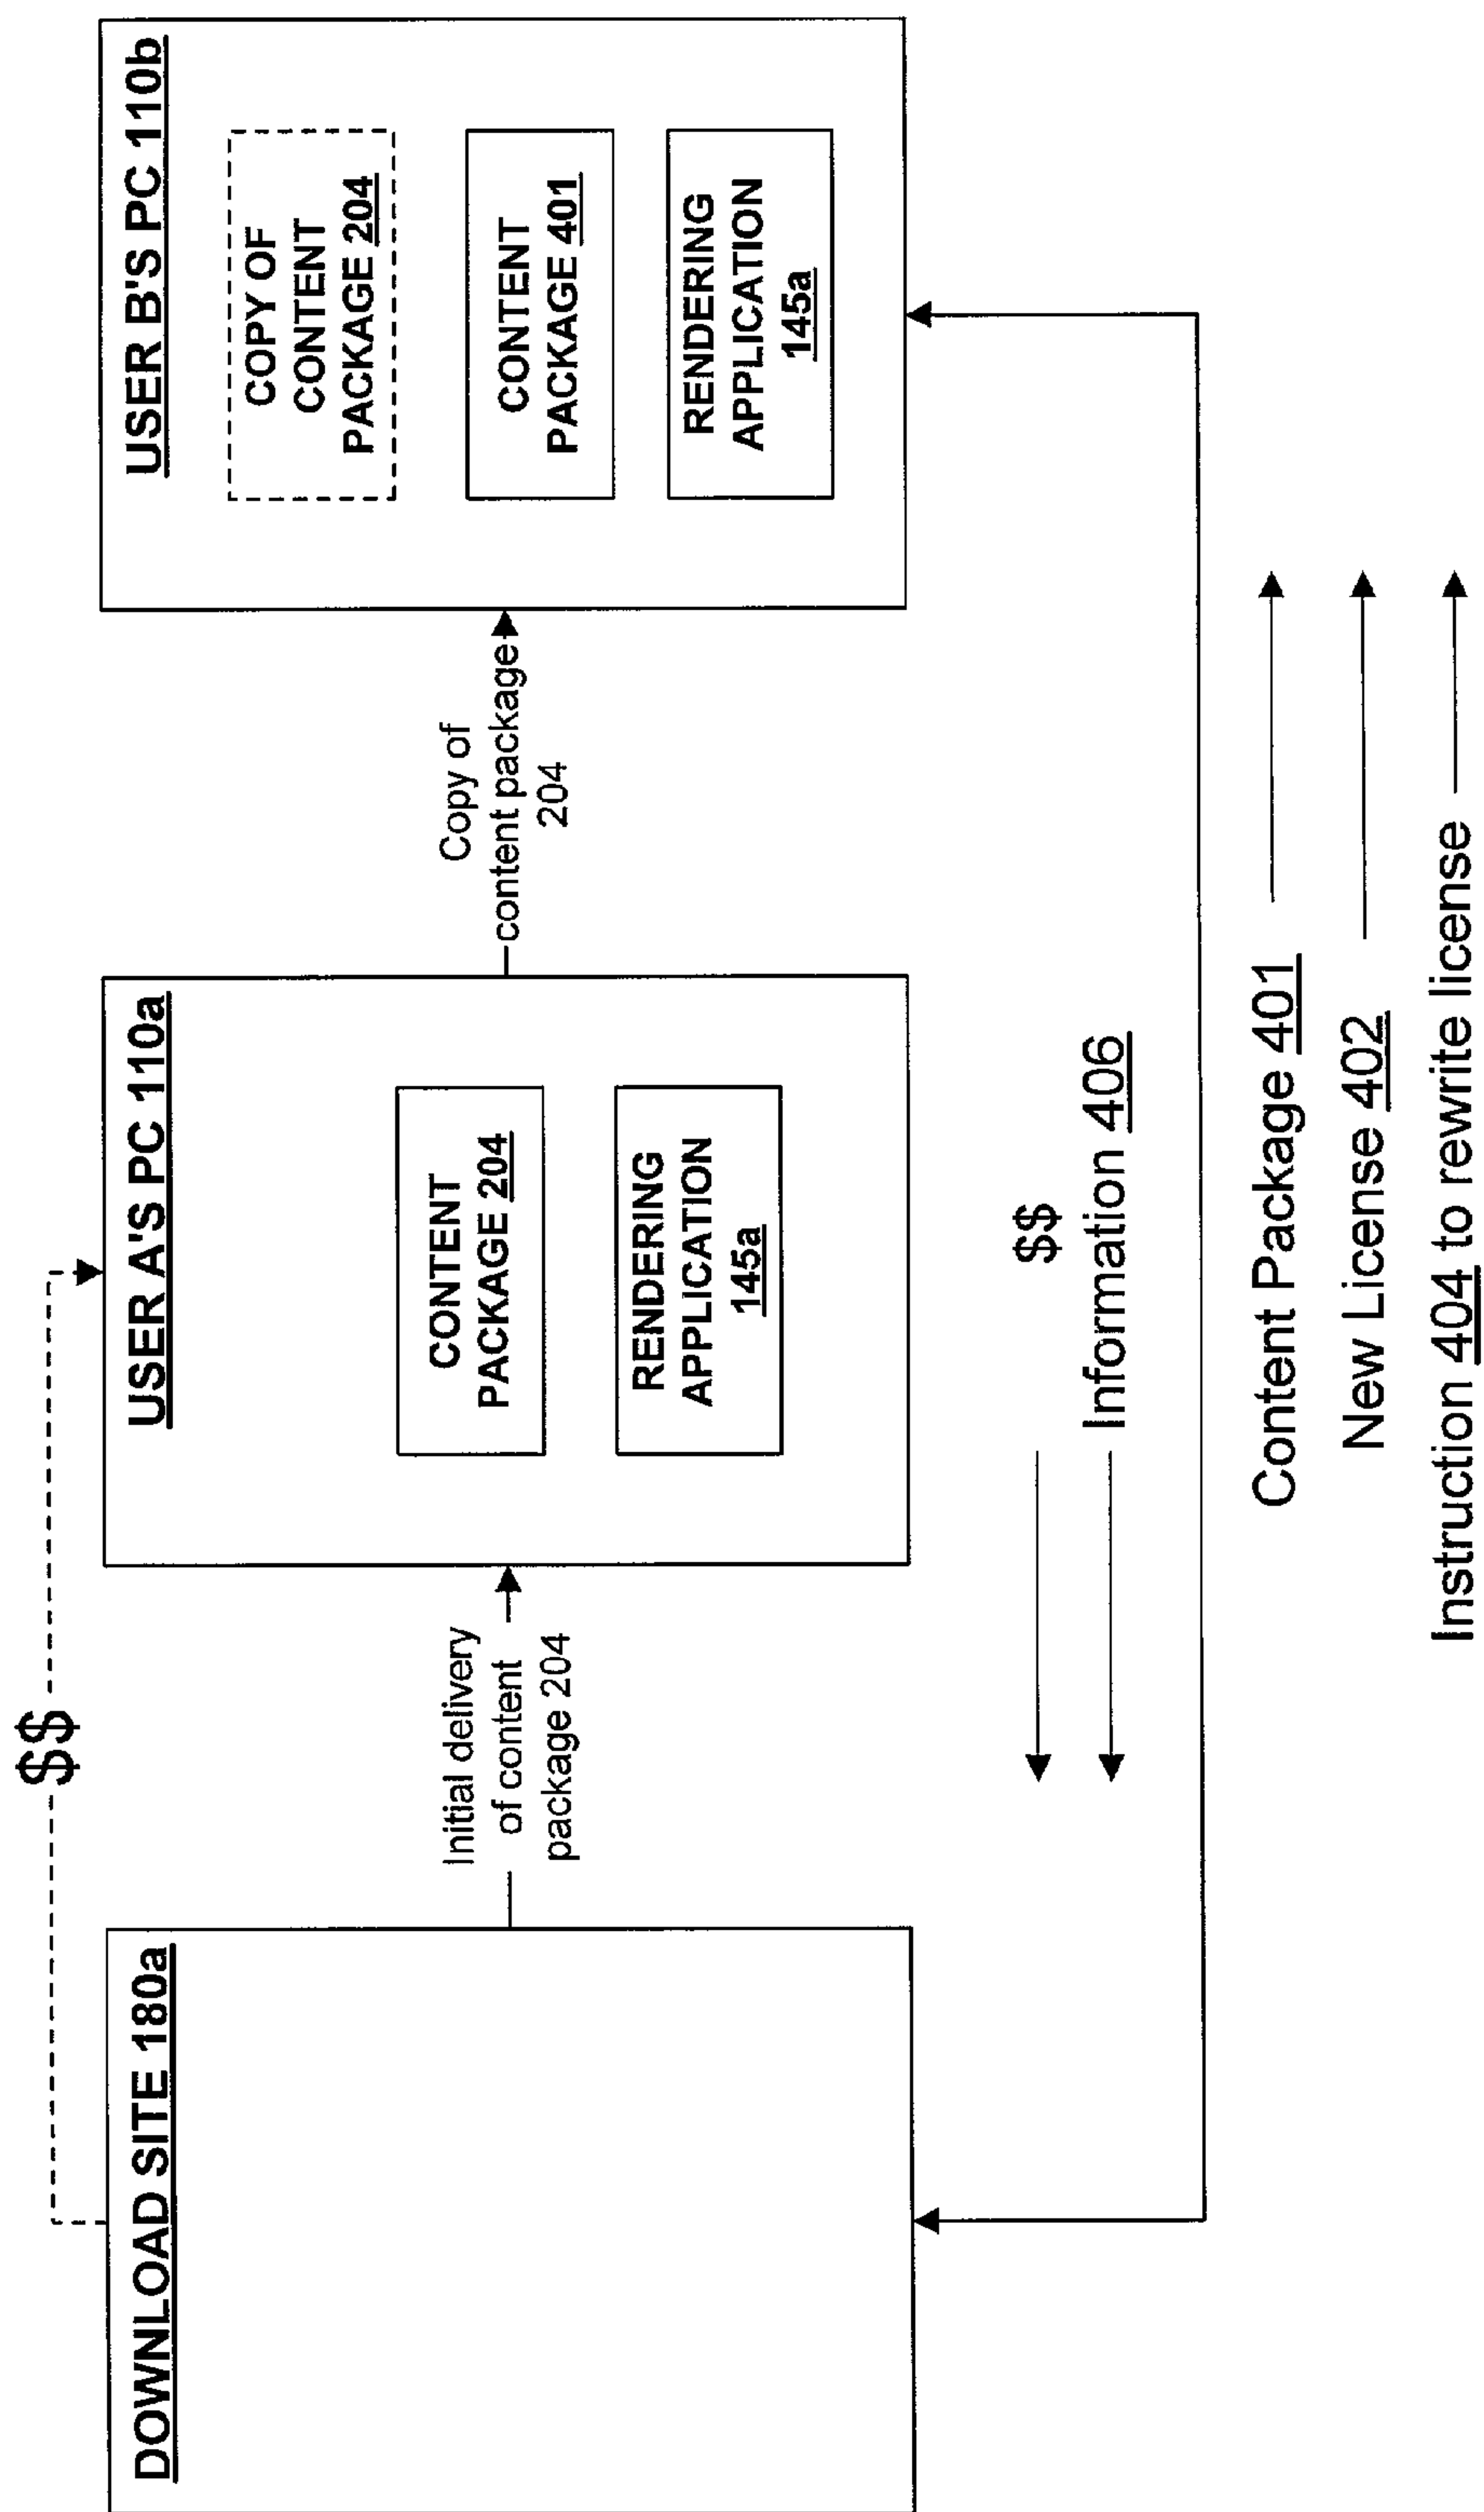 $$
DOWNLOAD SITE 180a
Initial delivery
of content
package 204
USER A'S PC 110a
CONTENT
PACKAGE 204
RENDERING
APPLICATION
145a
Copy of
content package
204
USER B'S PC 110b
COPY OF
CONTENT
PACKAGE 204
CONTENT
PACKAGE 401
RENDERING
APPLICATION
145a
$$
Information 406
Content Package 401
New License 402
Instruction 404 to rewrite license